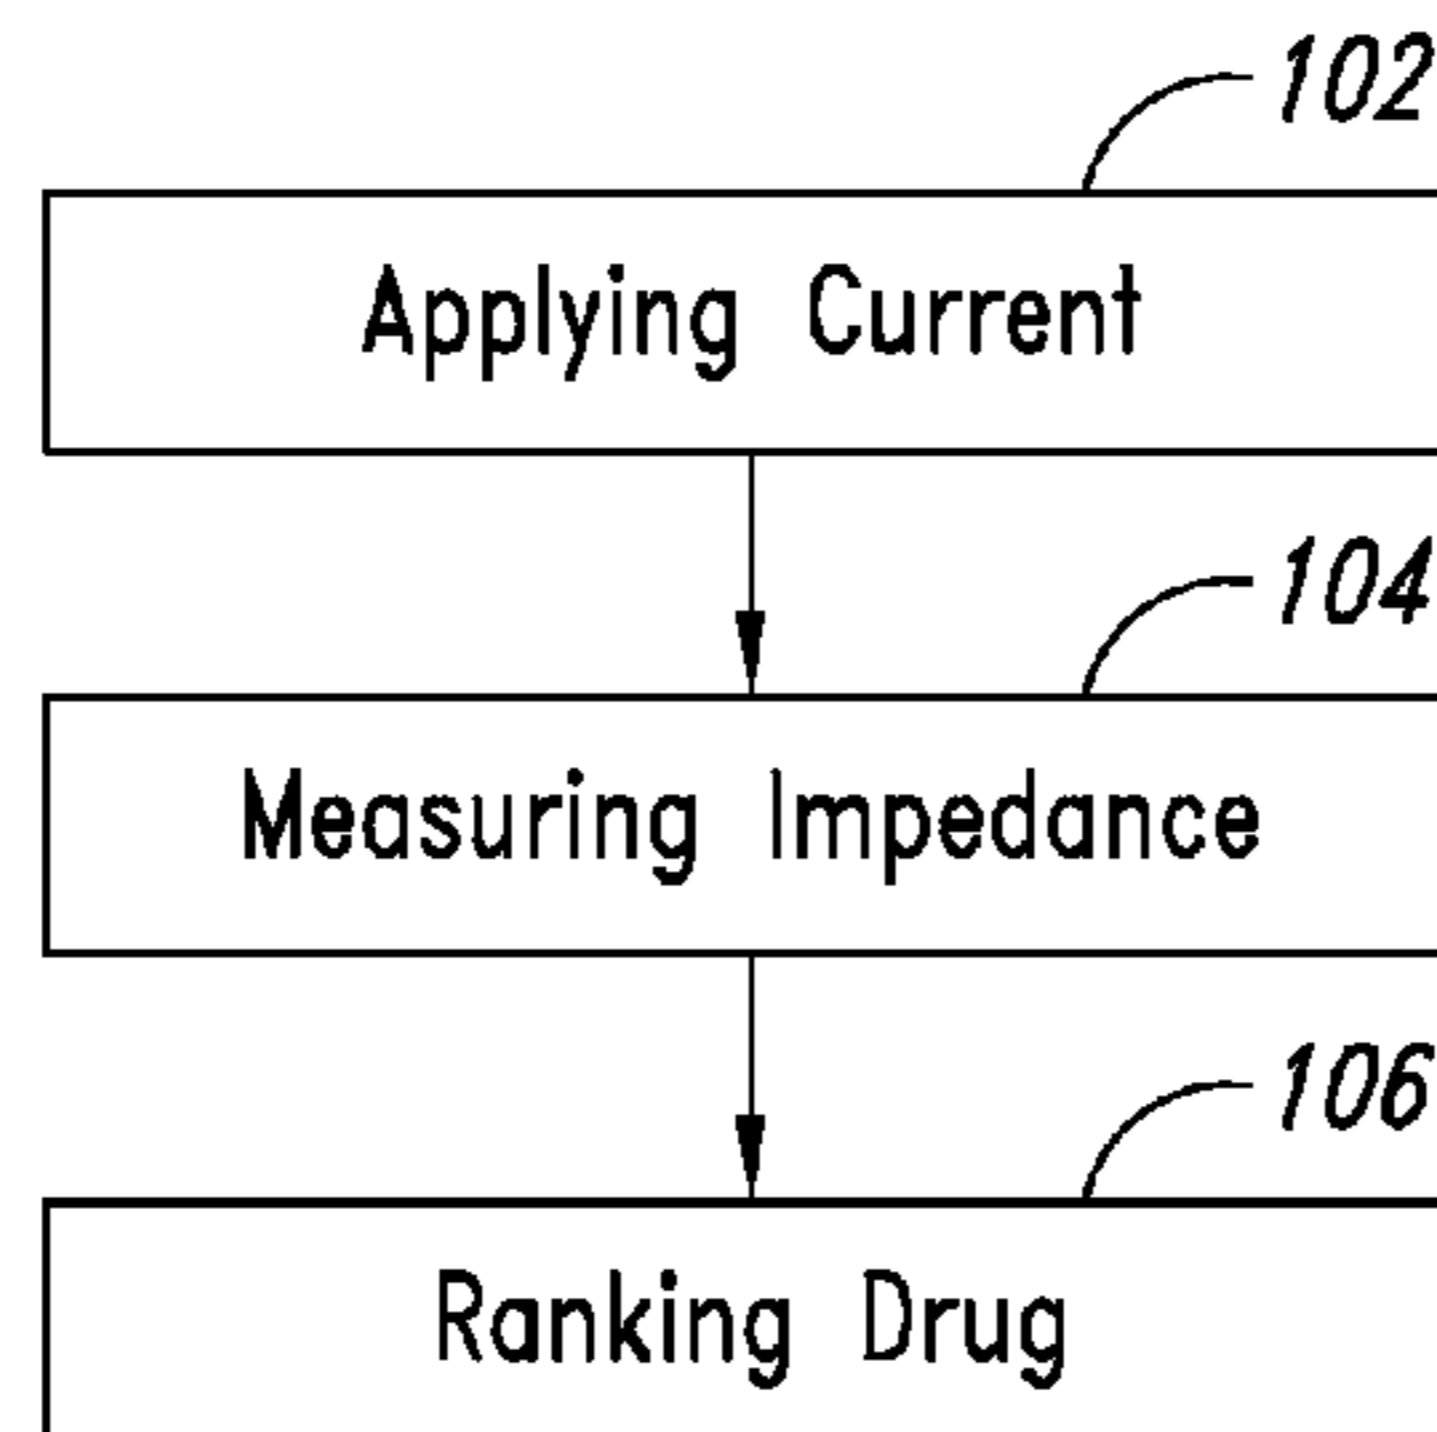 102
Applying Current
104
Measuring Impedance
106
Ranking Drug